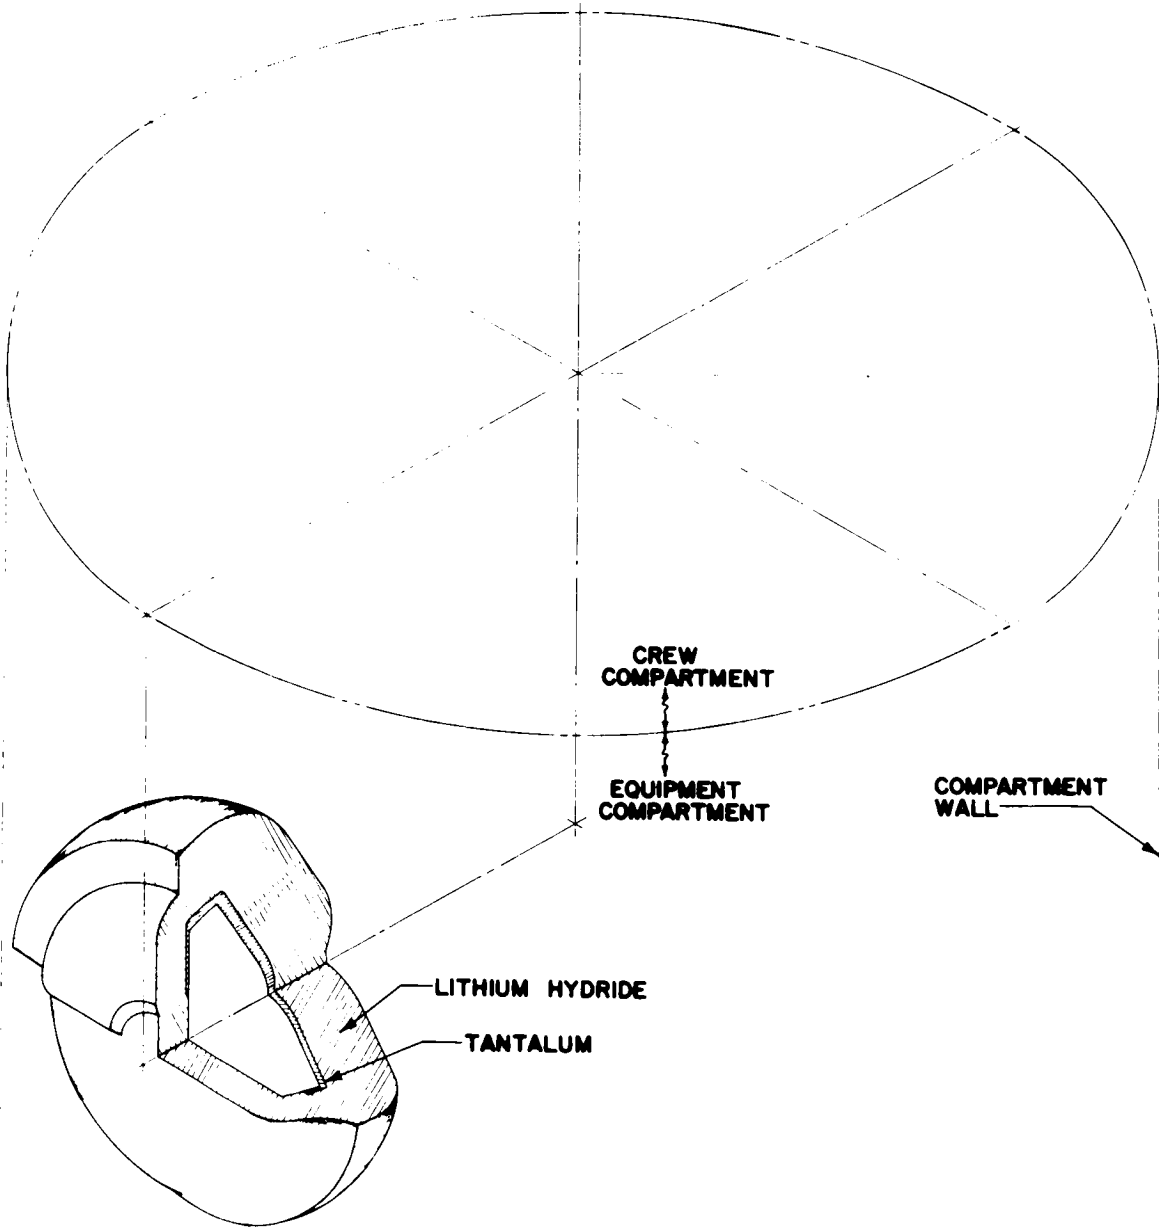 CREW
COMPARTMENT
EQUIPMENT
COMPARTMENT
COMPARTMENT
WALL
LITHIUM HYDRIDE
TANTALUM